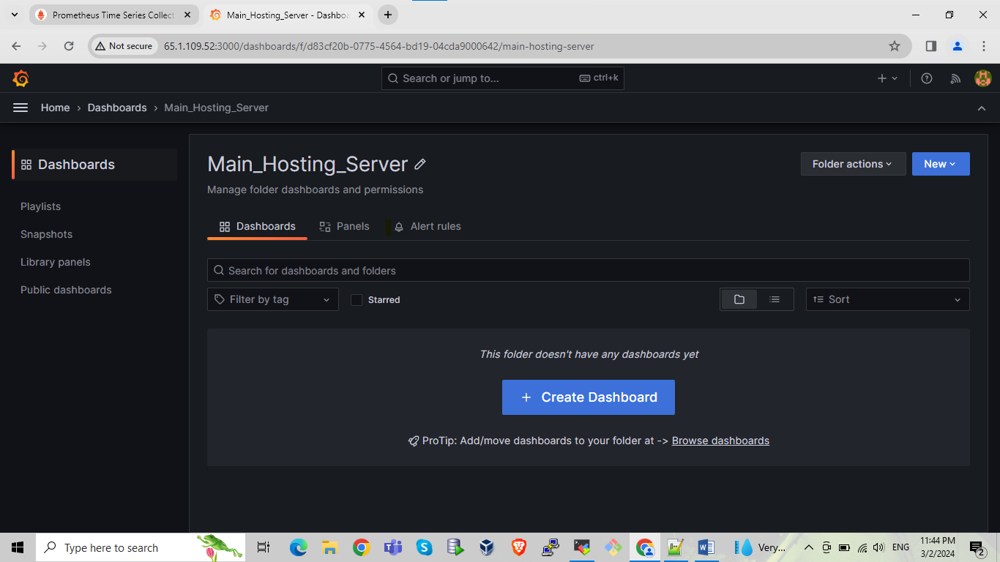 Prometheus Time Series Collect
Main_Hosting_Server - Dashboa
Not secure
65.1.109.52:3000/dashboards/f/d83cf20b-0775-4564-bd19-04cda9000642/main-hosting-server
Search or jump to...
ctrl+k
Home
Dashboards
Main_Hosting_Server
Dashboards
Playlists
Snapshots
Library panels
Public dashboards
Main_Hosting_Server
Folder actions
New
Manage folder dashboards and permissions
Dashboards
Panels
Alert rules
Search for dashboards and folders
Filter by tag
Starred
Sort
This folder doesn't have any dashboards yet
+ Create Dashboard
ProTip: Add/move dashboards to your folder at -> Browse dashboards
Type here to search
Very...
ENG
11:44 PM
3/2/2024
2